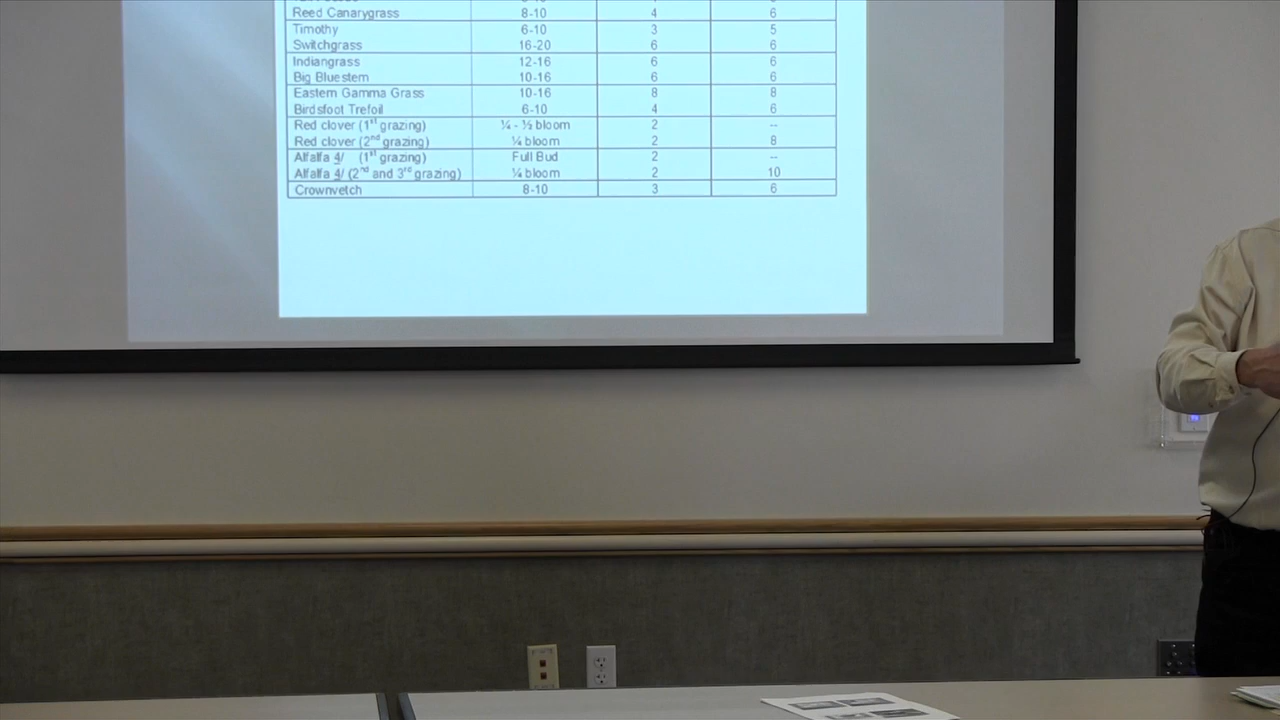 Reed Canarygrass 8-10 4 6
Timothy 6-10 3 5
Switchgrass 16-20 6 6
Indiangrass 12-16 6 6
Big Bluestem 10-16 6 6
Eastern Gamma Grass 10-16 8 8
Birdsfoot Trefoil 6-10 4 6
Red clover (1st grazing) ¼ - ½ bloom 2 --
Red clover (2nd grazing) ¼ bloom 2 8
Alfalfa 4/ (1st grazing) Full Bud 2 --
Alfalfa 4/ (2nd and 3rd grazing) ¼ bloom 2 10
Crownvetch 8-10 3 6